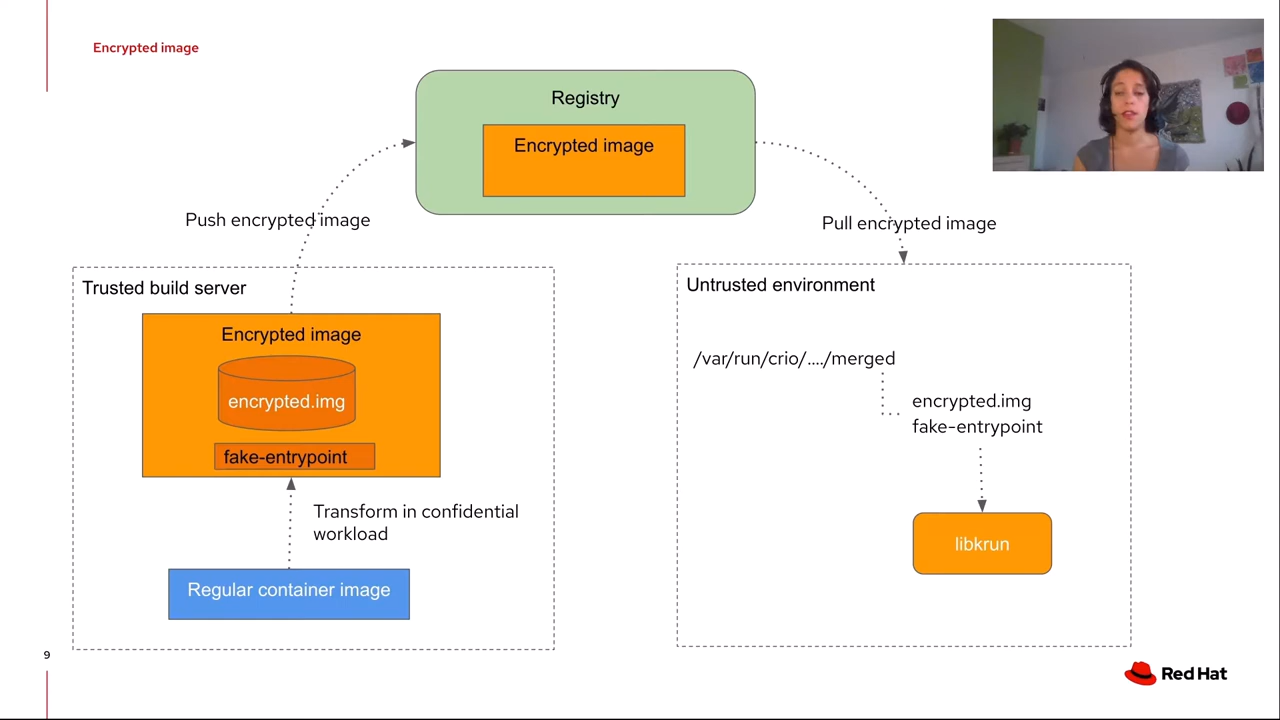 Encrypted image
Registry
Encrypted image
Push encrypted image
Pull encrypted image
Trusted build server
Encrypted image
encrypted.img
fake-entrypoint
Transform in confidential
workload
Regular container image
Untrusted environment
/var/run/crio/..../merged
encrypted.img
fake-entrypoint
libkrun
9
Red Hat